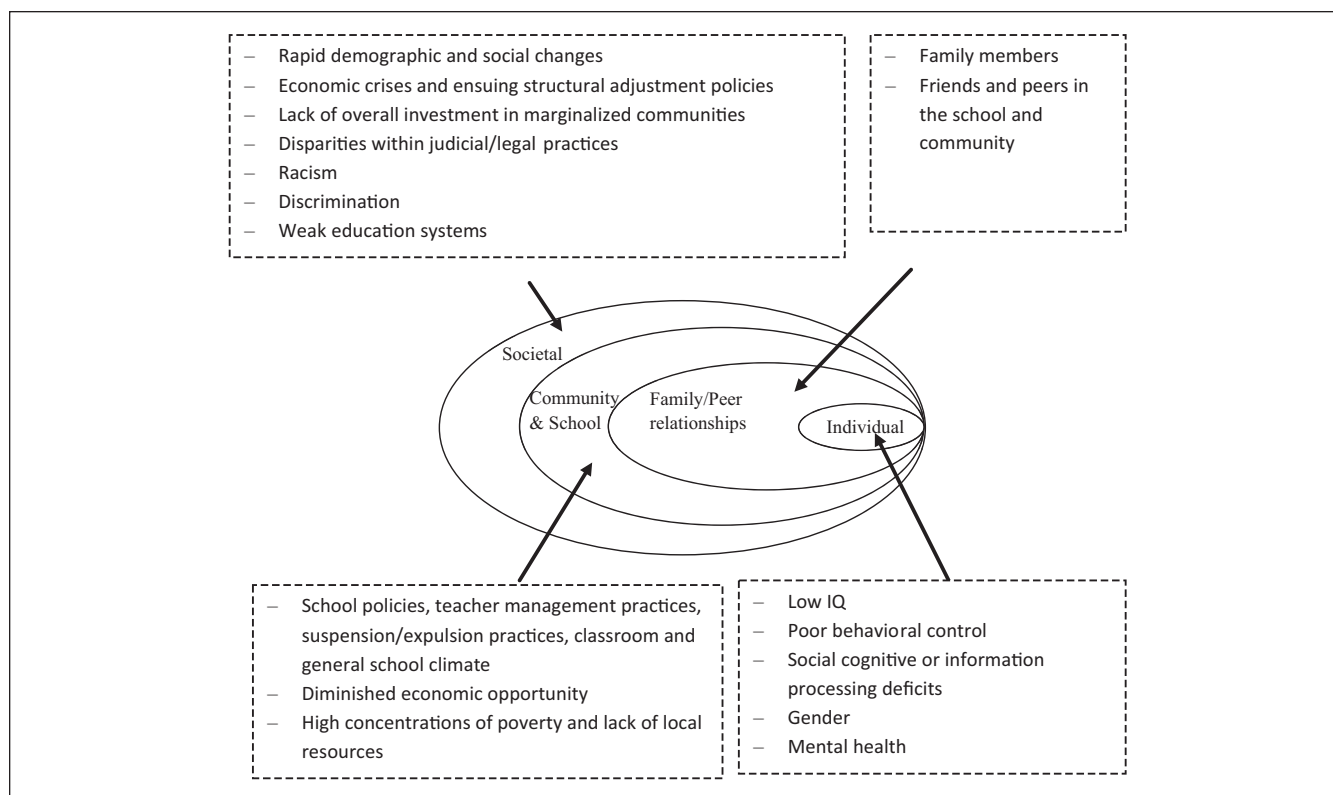 – Rapid demographic and social changes
– Economic crises and ensuing structural adjustment policies
– Lack of overall investment in marginalized communities
– Disparities within judicial/legal practices
– Racism
– Discrimination
– Weak education systems
– Family members
– Friends and peers in
the school and
community
Societal
Community
& School
Family/Peer
relationships
Individual
– School policies, teacher management practices,
suspension/expulsion practices, classroom and
general school climate
– Diminished economic opportunity
– High concentrations of poverty and lack of local
resources
– Low IQ
– Poor behavioral control
– Social cognitive or information
processing deficits
– Gender
– Mental health